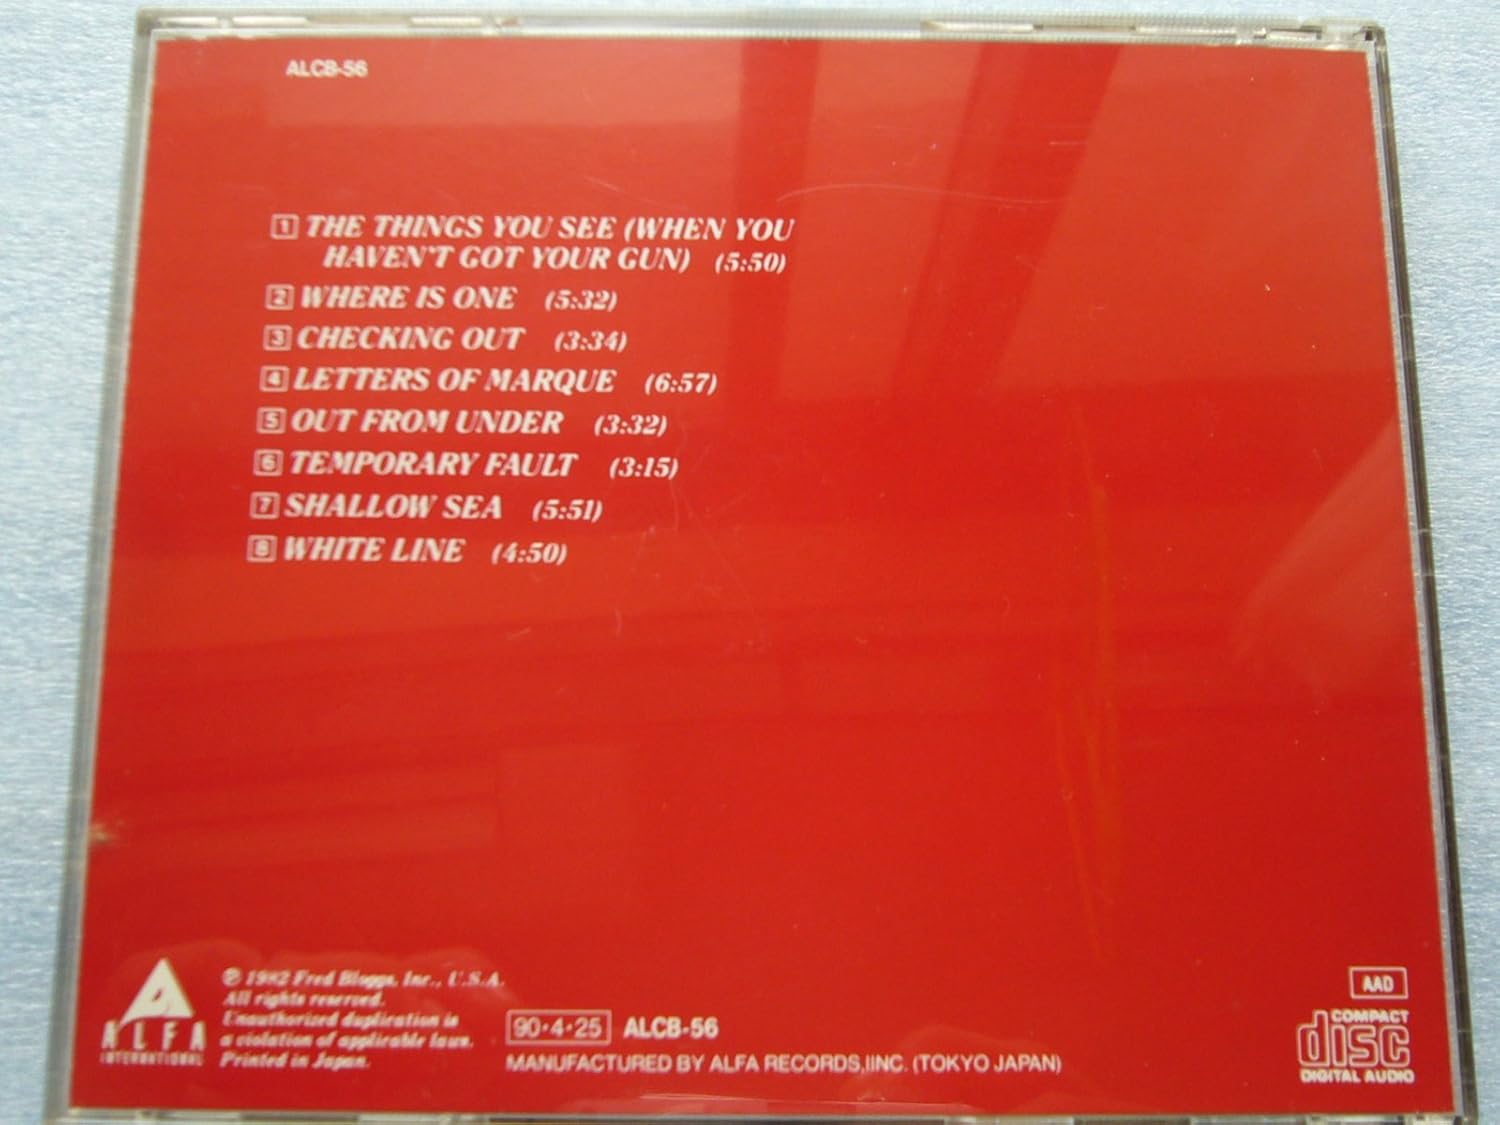 ALCB-56
1 THE THINGS YOU SEE (WHEN YOU
HAVEN'T GOT YOUR GUN) (5:50)
2 WHERE IS ONE (5:32)
3 CHECKING OUT (3:34)
4 LETTERS OF MARQUE (6:57)
5 OUT FROM UNDER (3:32)
6 TEMPORARY FAULT (3:15)
7 SHALLOW SEA (5:51)
8 WHITE LINE (4:50)
ALFA
INTERNATIONAL
℗ 1982 Fred Bloggs, Inc., U.S.A.
All rights reserved.
Unauthorized duplication is
a violation of applicable laws.
Printed in Japan.
90・4・25 ALCB-56
MANUFACTURED BY ALFA RECORDS,IINC. (TOKYO JAPAN)
AAD
COMPACT
disc
DIGITAL AUDIO